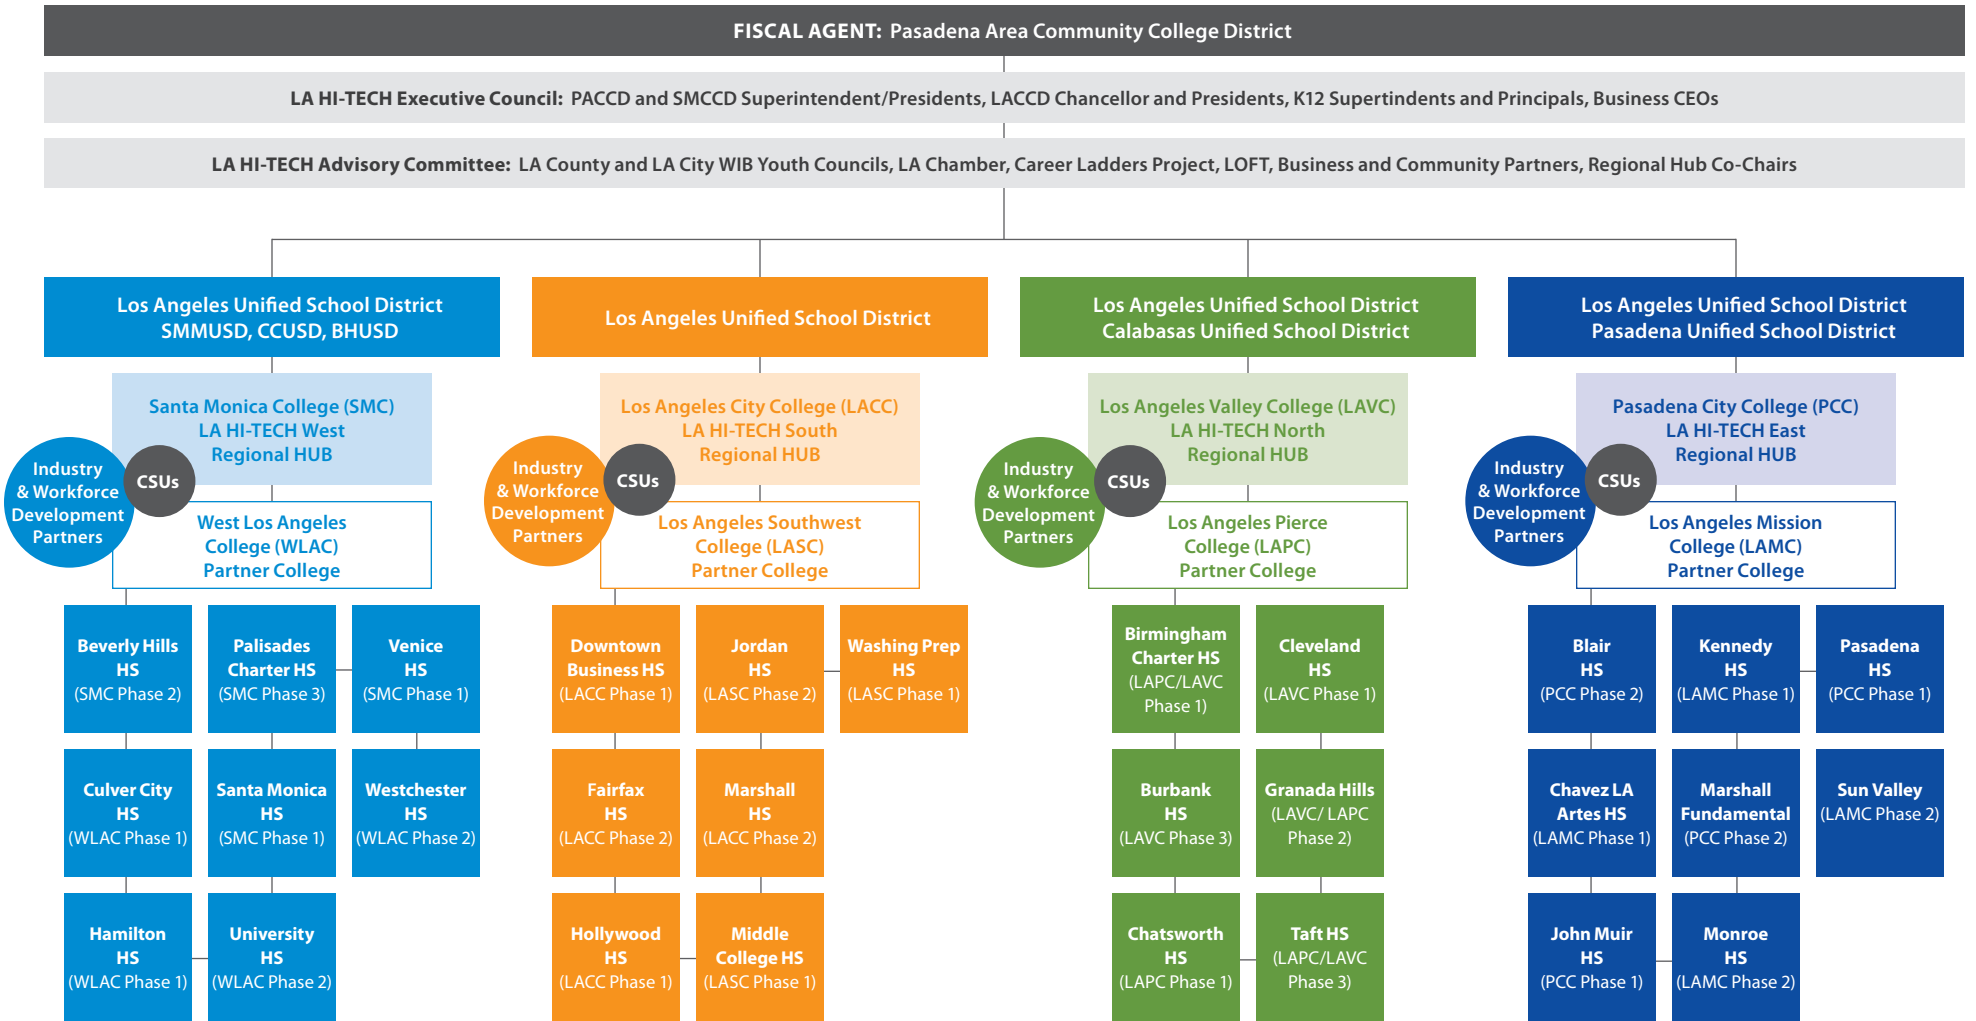 FISCAL AGENT: Pasadena Area Community College District
LA HI-TECH Executive Council: PACCD and SMCCD Superintendent/Presidents, LACCD Chancellor and Presidents, K12 Supertindents and Principals, Business CEOs
LA HI-TECH Advisory Committee: LA County and LA City WIB Youth Councils, LA Chamber, Career Ladders Project, LOFT, Business and Community Partners, Regional Hub Co-Chairs
Los Angeles Unified School District
SMMUSD, CCUSD, BHUSD
Santa Monica College (SMC)
LA HI-TECH West
Regional HUB
Industry
& Workforce
Development
Partners
CSUs
West Los Angeles
College (WLAC)
Partner College
Beverly Hills
HS
(SMC Phase 2)
Palisades
Charter HS
(SMC Phase 3)
Venice
HS
(SMC Phase 1)
Culver City
HS
(WLAC Phase 1)
Santa Monica
HS
(SMC Phase 1)
Westchester
HS
(WLAC Phase 2)
Hamilton
HS
(WLAC Phase 1)
University
HS
(WLAC Phase 2)
Los Angeles Unified School District
Los Angeles City College (LACC)
LA HI-TECH South
Regional HUB
Industry
& Workforce
Development
Partners
CSUs
Los Angeles Southwest
College (LASC)
Partner College
Downtown
Business HS
(LACC Phase 1)
Jordan
HS
(LASC Phase 2)
Washing Prep
HS
(LASC Phase 1)
Fairfax
HS
(LACC Phase 2)
Marshall
HS
(LACC Phase 2)
Hollywood
HS
(LACC Phase 1)
Middle
College HS
(LASC Phase 1)
Los Angeles Unified School District
Calabasas Unified School District
Los Angeles Valley College (LAVC)
LA HI-TECH North
Regional HUB
Industry
& Workforce
Development
Partners
CSUs
Los Angeles Pierce
College (LAPC)
Partner College
Birmingham
Charter HS
(LAPC/LAVC
Phase 1)
Cleveland
HS
(LAVC Phase 1)
Burbank
HS
(LAVC Phase 3)
Granada Hills
(LAVC/ LAPC
Phase 2)
Chatsworth
HS
(LAPC Phase 1)
Taft HS
(LAPC/LAVC
Phase 3)
Los Angeles Unified School District
Pasadena Unified School District
Pasadena City College (PCC)
LA HI-TECH East
Regional HUB
Industry
& Workforce
Development
Partners
CSUs
Los Angeles Mission
College (LAMC)
Partner College
Blair
HS
(PCC Phase 2)
Kennedy
HS
(LAMC Phase 1)
Pasadena
HS
(PCC Phase 1)
Chavez LA
Artes HS
(LAMC Phase 1)
Marshall
Fundamental
(PCC Phase 2)
Sun Valley
(LAMC Phase 2)
John Muir
HS
(PCC Phase 1)
Monroe
HS
(LAMC Phase 2)